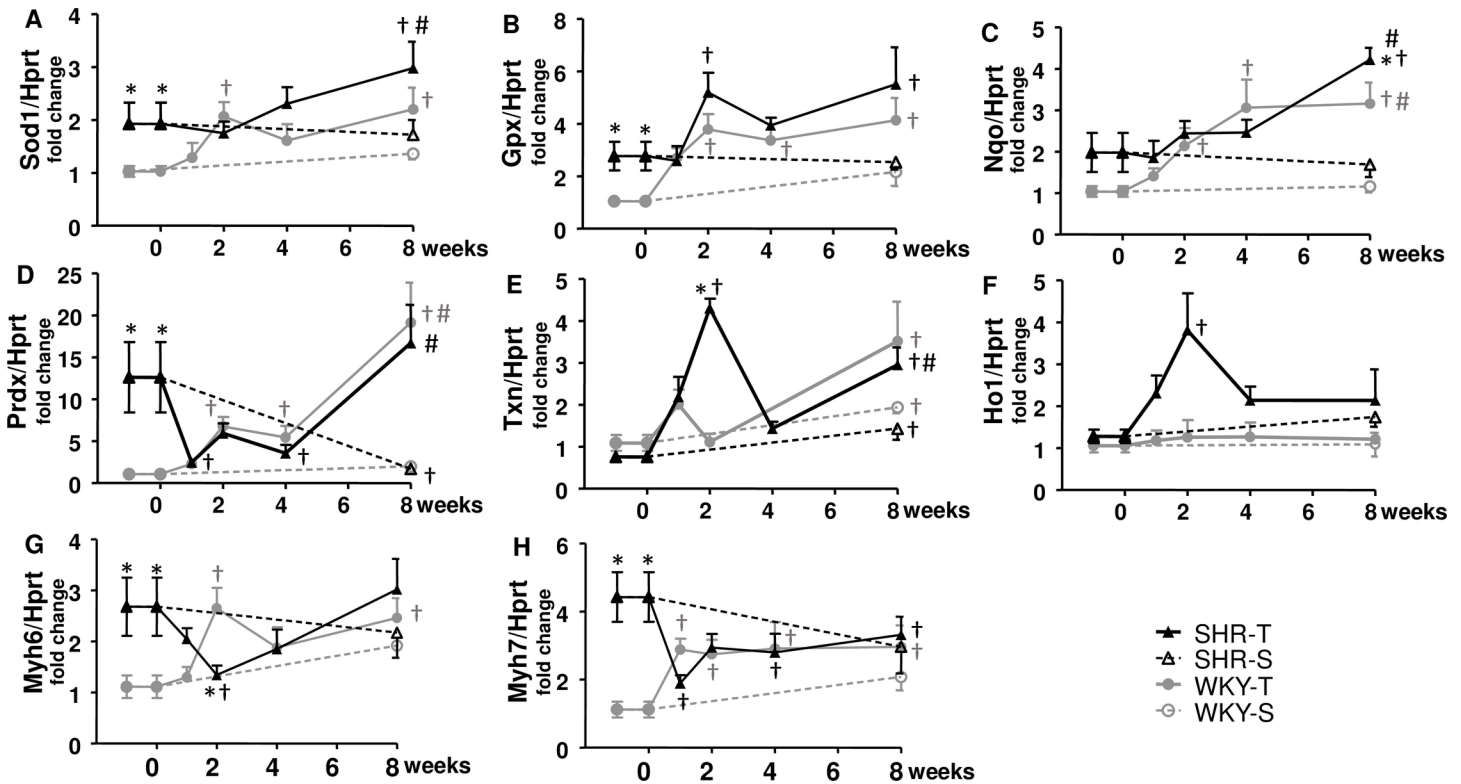 A
Sod1/Hprt
fold change
4
3
2
1
0
* *
†
† #
†
0 2 4 6 8 weeks
B
Gpx/Hprt
fold change
8
6
4
2
0
* *
†
†
†
†
†
0 2 4 6 8 weeks
C
Nqo/Hprt
fold change
5
4
3
2
1
0
†
†
#
* †
† #
0 2 4 6 8 weeks
D
Prdx/Hprt
fold change
25
20
15
10
5
0
* *
† †
† †
† #
#
†
0 2 4 6 8 weeks
E
Txn/Hprt
fold change
5
4
3
2
1
0
* †
†
† #
†
†
0 2 4 6 8 weeks
F
Ho1/Hprt
fold change
5
4
3
2
1
0
†
0 2 4 6 8 weeks
G
Myh6/Hprt
fold change
4
3
2
1
0
* *
†
* †
†
0 2 4 6 8 weeks
H
Myh7/Hprt
fold change
6
4
2
0
* *
† †
† † †
†
†
0 2 4 6 8 weeks
SHR-T
SHR-S
WKY-T
WKY-S